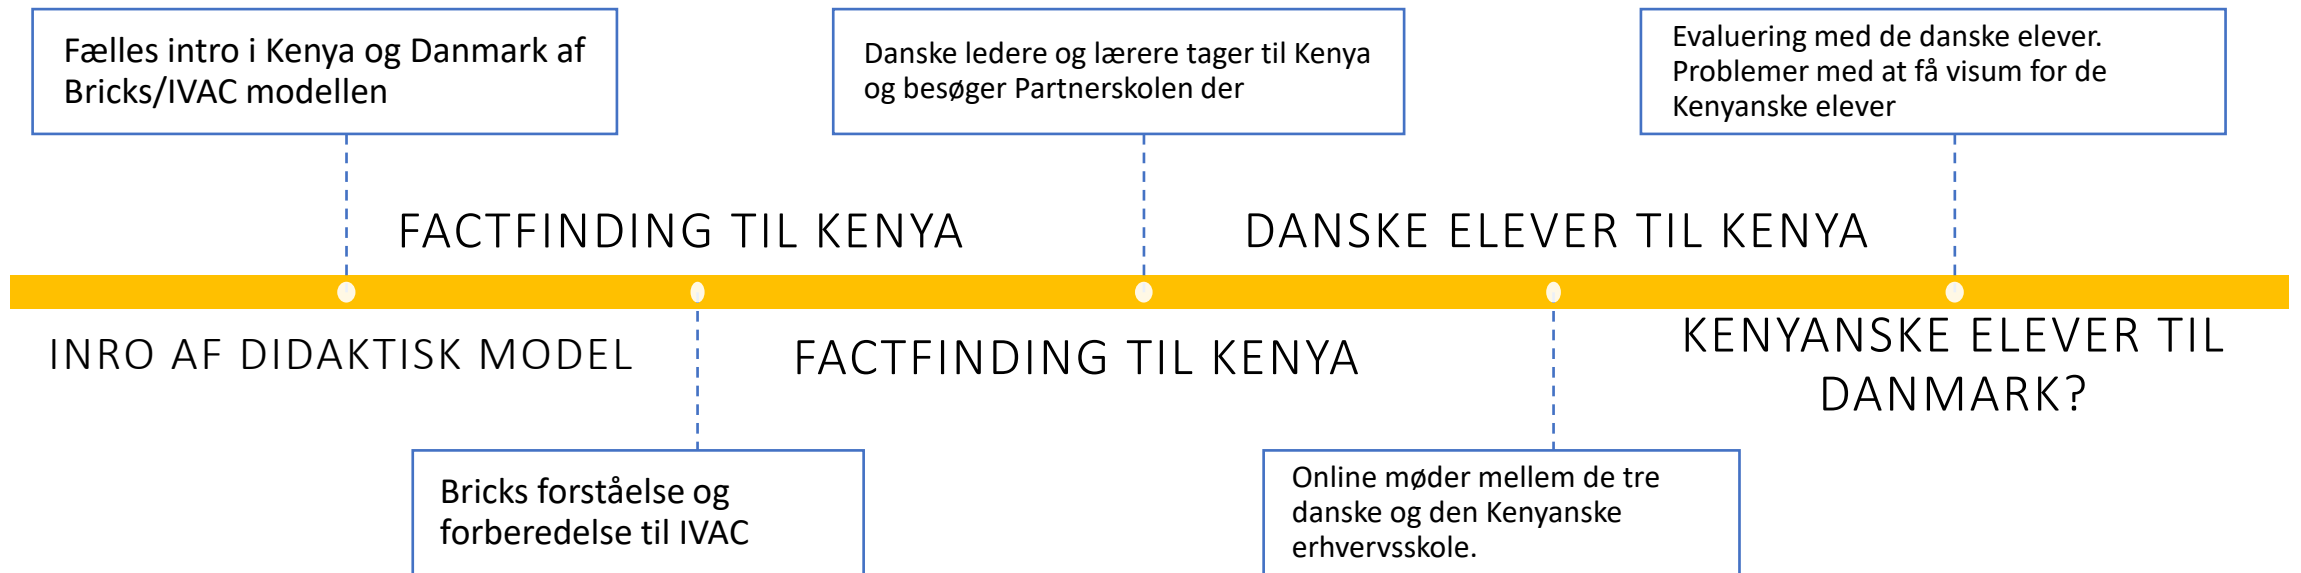 Fælles intro i Kenya og Danmark af
Bricks/IVAC modellen
Danske ledere og lærere tager til Kenya
og besøger Partnerskolen der
Evaluering med de danske elever.
Problemer med at få visum for de
Kenyanske elever
FACTFINDING TIL KENYA
DANSKE ELEVER TIL KENYA
INRO AF DIDAKTISK MODEL
FACTFINDING TIL KENYA
KENYANSKE ELEVER TIL
DANMARK?
Bricks forståelse og
forberedelse til IVAC
Online møder mellem de tre
danske og den Kenyanske
erhvervsskole.